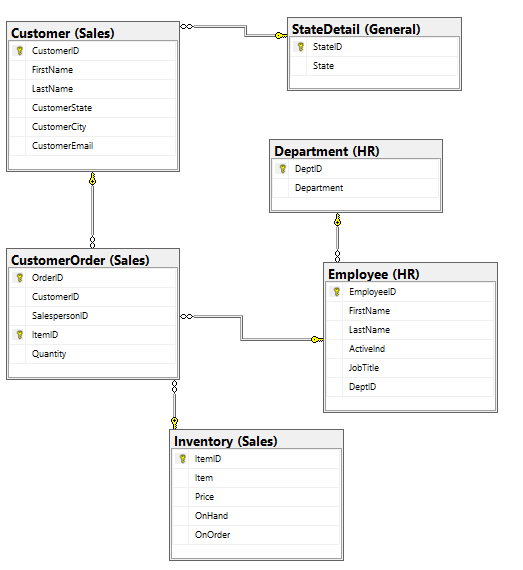 Customer (Sales)
CustomerID
FirstName
LastName
CustomerState
CustomerCity
CustomerEmail
StateDetail (General)
StateID
State
Department (HR)
DeptID
Department
CustomerOrder (Sales)
OrderID
CustomerID
SalespersonID
ItemID
Quantity
Employee (HR)
EmployeeID
FirstName
LastName
ActiveInd
JobTitle
DeptID
Inventory (Sales)
ItemID
Item
Price
OnHand
OnOrder